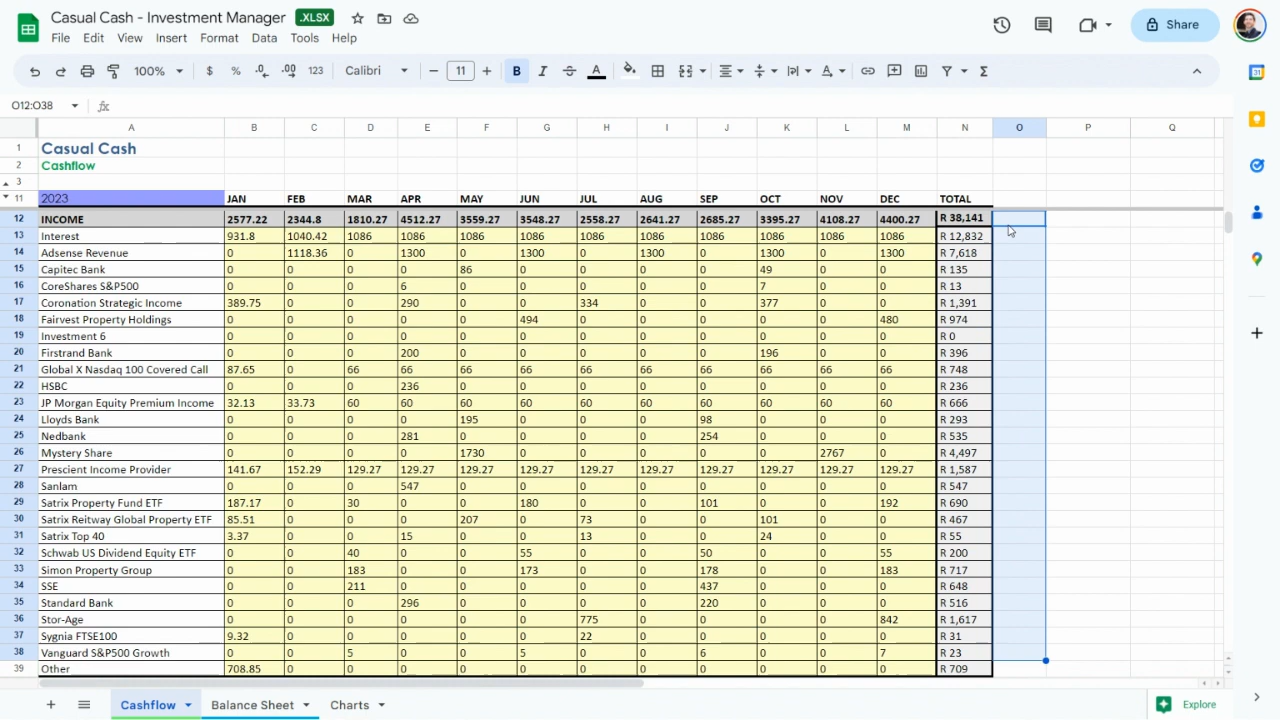 Casual Cash - Investment Manager .XLSX
File Edit View Insert Format Data Tools Help
Share
100% $ % .0 .00 123 Calibri − 11 + B I S A Σ
O12:O38 fx
A B C D E F G H I J K L M N O P Q
1 Casual Cash
2 Cashflow
3
11 2023 JAN FEB MAR APR MAY JUN JUL AUG SEP OCT NOV DEC TOTAL
12 INCOME 2577.22 2344.8 1810.27 4512.27 3559.27 3548.27 2558.27 2641.27 2685.27 3395.27 4108.27 4400.27 R 38,141
13 Interest 931.8 1040.42 1086 1086 1086 1086 1086 1086 1086 1086 1086 1086 R 12,832
14 Adsense Revenue 0 1118.36 0 1300 0 1300 0 1300 0 1300 0 1300 R 7,618
15 Capitec Bank 0 0 0 0 86 0 0 0 0 49 0 0 R 135
16 CoreShares S&P500 0 0 0 6 0 0 0 0 0 7 0 0 R 13
17 Coronation Strategic Income 389.75 0 0 290 0 0 334 0 0 377 0 0 R 1,391
18 Fairvest Property Holdings 0 0 0 0 0 494 0 0 0 0 0 480 R 974
19 Investment 6 0 0 0 0 0 0 0 0 0 0 0 0 R 0
20 Firstrand Bank 0 0 0 200 0 0 0 0 0 196 0 0 R 396
21 Global X Nasdaq 100 Covered Call 87.65 0 66 66 66 66 66 66 66 66 66 66 R 748
22 HSBC 0 0 0 236 0 0 0 0 0 0 0 0 R 236
23 JP Morgan Equity Premium Income 32.13 33.73 60 60 60 60 60 60 60 60 60 60 R 666
24 Lloyds Bank 0 0 0 0 195 0 0 0 98 0 0 0 R 293
25 Nedbank 0 0 0 281 0 0 0 0 254 0 0 0 R 535
26 Mystery Share 0 0 0 0 1730 0 0 0 0 0 2767 0 R 4,497
27 Prescient Income Provider 141.67 152.29 129.27 129.27 129.27 129.27 129.27 129.27 129.27 129.27 129.27 129.27 R 1,587
28 Sanlam 0 0 0 547 0 0 0 0 0 0 0 0 R 547
29 Satrix Property Fund ETF 187.17 0 30 0 0 180 0 0 101 0 0 192 R 690
30 Satrix Reitway Global Property ETF 85.51 0 0 0 207 0 73 0 0 101 0 0 R 467
31 Satrix Top 40 3.37 0 0 15 0 0 13 0 0 24 0 0 R 55
32 Schwab US Dividend Equity ETF 0 0 40 0 0 55 0 0 50 0 0 55 R 200
33 Simon Property Group 0 0 183 0 0 173 0 0 178 0 0 183 R 717
34 SSE 0 0 211 0 0 0 0 0 437 0 0 0 R 648
35 Standard Bank 0 0 0 296 0 0 0 0 220 0 0 0 R 516
36 Stor-Age 0 0 0 0 0 0 775 0 0 0 0 842 R 1,617
37 Sygnia FTSE100 9.32 0 0 0 0 0 22 0 0 0 0 0 R 31
38 Vanguard S&P500 Growth 0 0 5 0 0 5 0 0 6 0 0 7 R 23
39 Other 708.85 0 0 0 0 0 0 0 0 0 0 0 R 709
Cashflow Balance Sheet Charts Explore